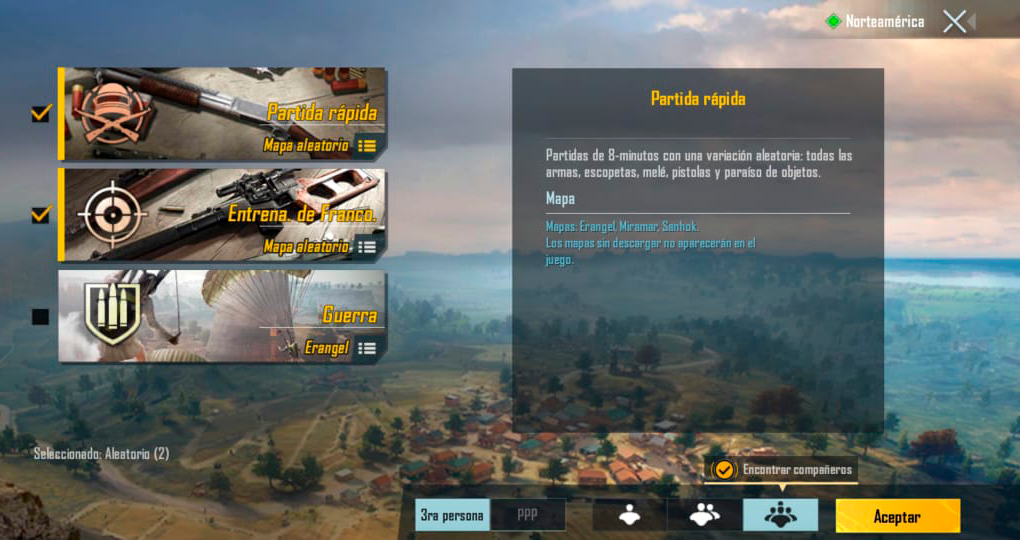 Norteamérica
Partida rápida
Mapa aleatorio
Entrena. de Franco.
Mapa aleatorio
Guerra
Erangel
Seleccionado: Aleatorio (2)
Partida rápida
Partidas de 8-minutos con una variación aleatoria: todas las
armas, escopetas, melé, pistolas y paraíso de objetos.
Mapa
Mapas: Erangel, Miramar, Sanhok.
Los mapas sin descargar no aparecerán en el
juego.
Encontrar compañeros
3ra persona
PPP
Aceptar